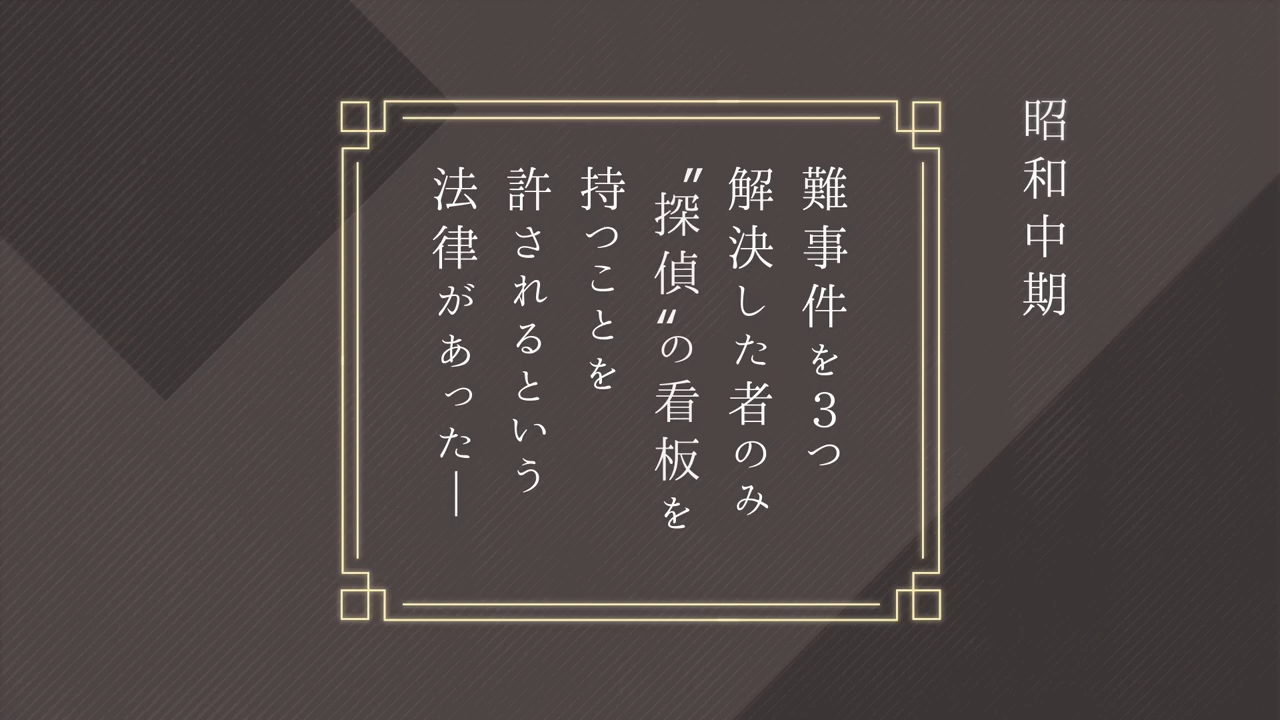 昭和中期
難事件を３つ
解決した者のみ
〃探偵〝の看板を
持つことを
許されるという
法律があった―